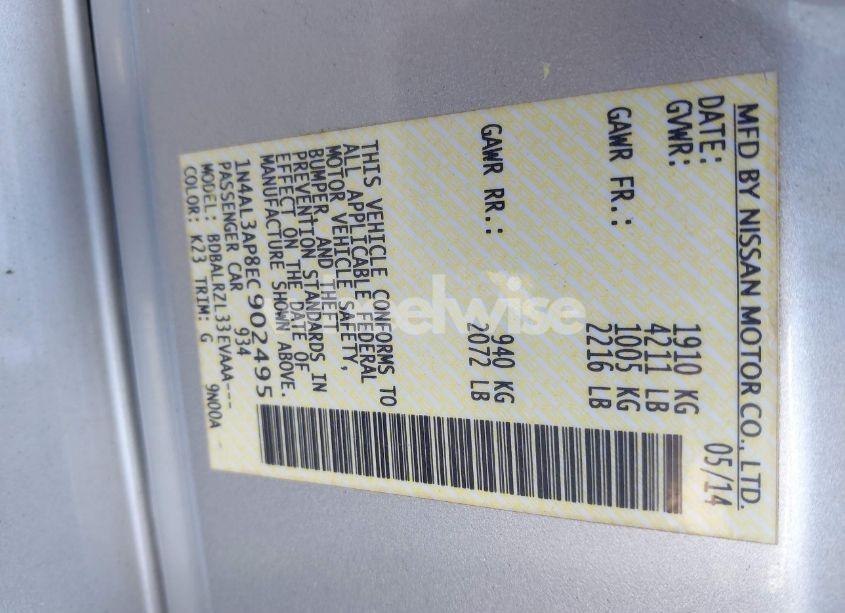 MFD BY NISSAN MOTOR CO., LTD.
DATE: 05/14
GVWR: 1910 KG
4211 LB
GAWR FR.: 1005 KG
2216 LB
GAWR RR.: 940 KG
2072 LB
THIS VEHICLE CONFORMS TO
ALL APPLICABLE FEDERAL
MOTOR VEHICLE SAFETY,
BUMPER, AND THEFT
PREVENTION STANDARDS IN
EFFECT ON THE DATE OF
MANUFACTURE SHOWN ABOVE.
1N4AL3AP8EC902495
PASSENGER CAR 934
MODEL: BDBALRZL33EVAAA---
COLOR: K23 TRIM: G 9N00A -